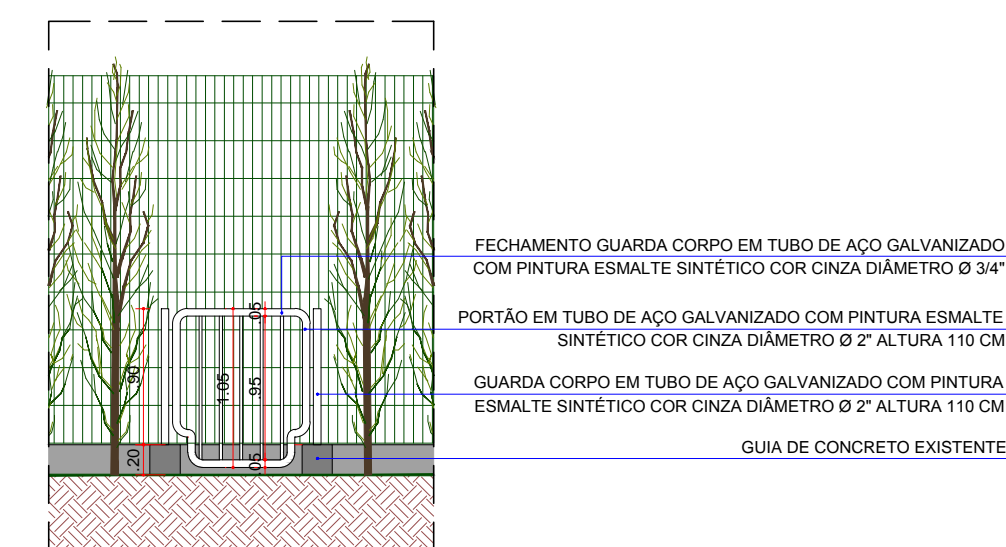 FECHAMENTO GUARDA CORPO EM TUBO DE AÇO GALVANIZADO
COM PINTURA ESMALTE SINTÉTICO COR CINZA DIÂMETRO Ø 3/4"
PORTÃO EM TUBO DE AÇO GALVANIZADO COM PINTURA ESMALTE
SINTÉTICO COR CINZA DIÂMETRO Ø 2" ALTURA 110 CM
GUARDA CORPO EM TUBO DE AÇO GALVANIZADO COM PINTURA
ESMALTE SINTÉTICO COR CINZA DIÂMETRO Ø 2" ALTURA 110 CM
GUIA DE CONCRETO EXISTENTE
.90
.20
1.05
.05
.95
.05